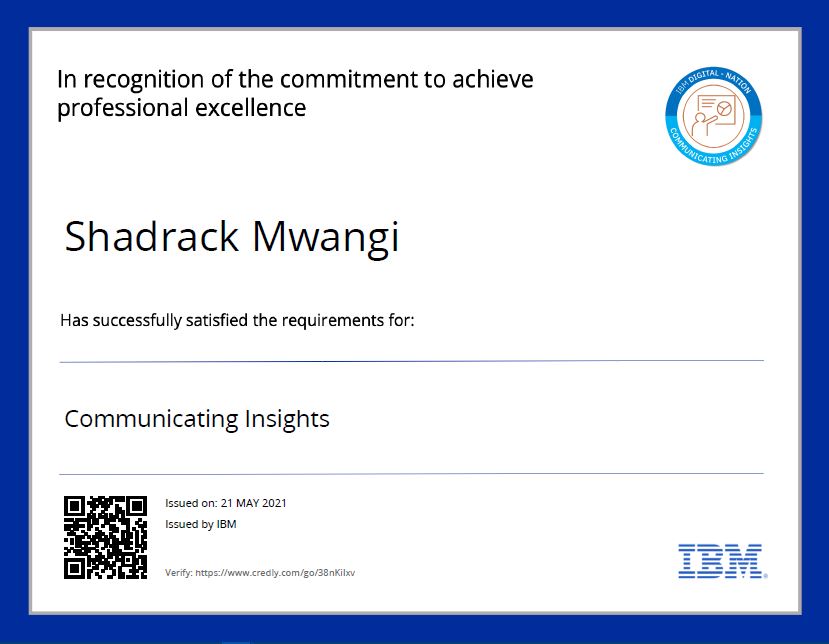 In recognition of the commitment to achieve
professional excellence
IBM DIGITAL - NATION
COMMUNICATING INSIGHTS
Shadrack Mwangi
Has successfully satisfied the requirements for:
Communicating Insights
Issued on: 21 MAY 2021
Issued by IBM
Verify: https://www.credly.com/go/38nKiIxv
IBM®